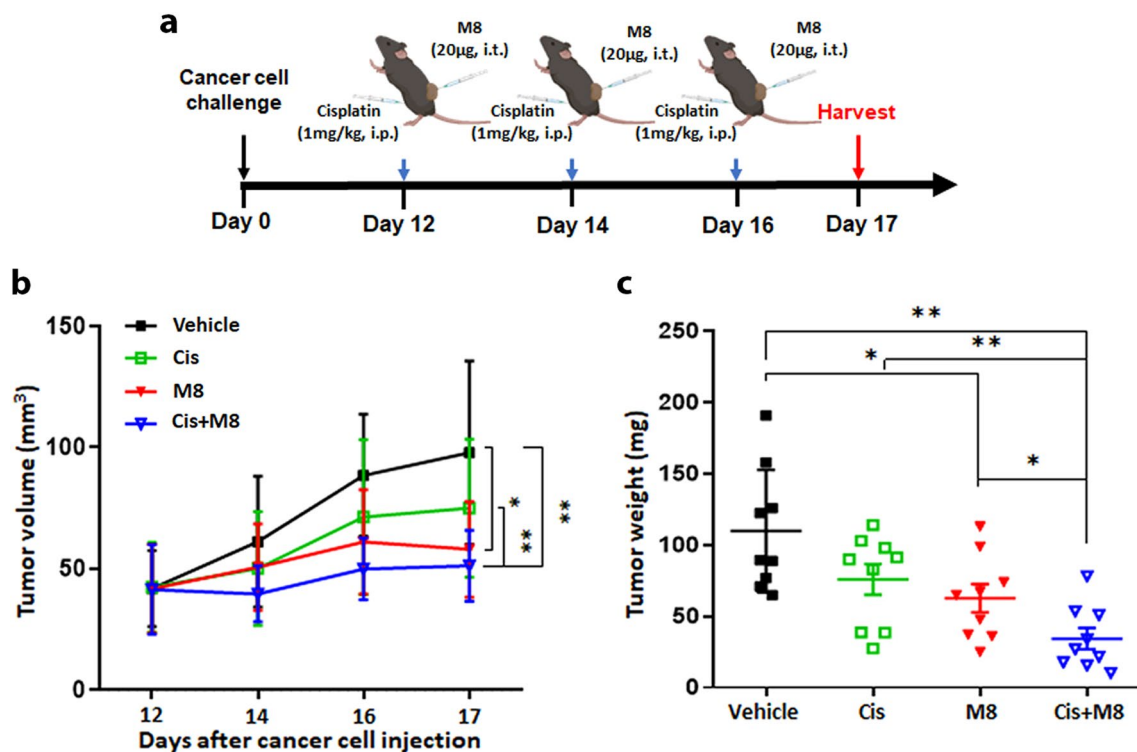 a
M8
(20µg, i.t.)
M8
(20µg, i.t.)
M8
(20µg, i.t.)
Cancer cell
challenge
Cisplatin
(1mg/kg, i.p.)
Cisplatin
(1mg/kg, i.p.)
Cisplatin
(1mg/kg, i.p.)
Harvest
Day 0
Day 12
Day 14
Day 16
Day 17
b
Tumor volume (mm³)
150
100
50
0
Vehicle
Cis
M8
Cis+M8
*
**
**
12
14
16
17
Days after cancer cell injection
c
Tumor weight (mg)
250
200
150
100
50
0
**
**
*
*
Vehicle
Cis
M8
Cis+M8